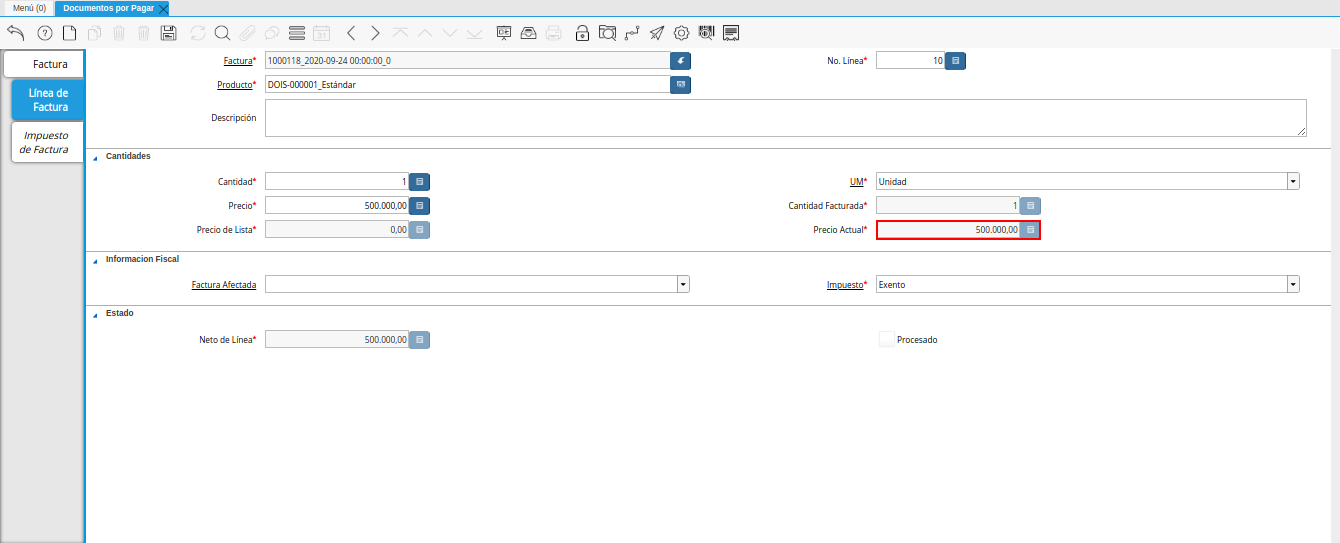 Menú (0) Documentos por Pagar
Factura
Línea de
Factura
Impuesto
de Factura
Factura* 1000118_2020-09-24 00:00:00_0 No. Línea* 10
Producto* DOIS-000001_Estándar
Descripción
Cantidades
Cantidad* 1 UM* Unidad
Precio* 500.000,00 Cantidad Facturada* 1
Precio de Lista* 0,00 Precio Actual* 500.000,00
Informacion Fiscal
Factura Afectada Impuesto* Exento
Estado
Neto de Línea* 500.000,00 Procesado